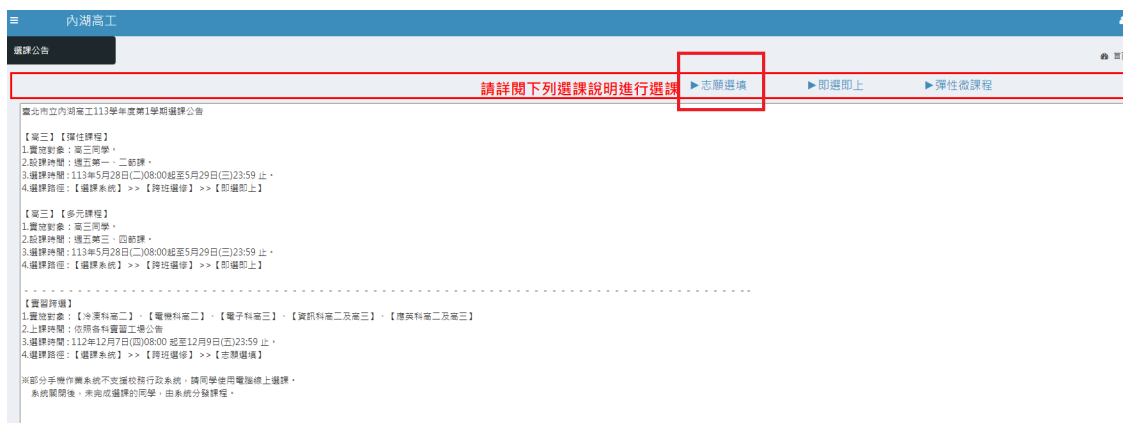 內湖高工
選課公告
請詳閱下列選課說明進行選課 ▶志願選填 ▶即選即上 ▶彈性微課程
臺北市立內湖高工113學年度第1學期選課公告
【高三】【彈性課程】
1.實施對象：高三同學。
2.設課時間：週五第一、二節課。
3.選課時間：113年5月28日(二)08:00起至5月29日(三)23:59 止。
4.選課路徑：【選課系統】>>【跨班選修】>>【即選即上】
【高三】【多元課程】
1.實施對象：高三同學。
2.設課時間：週五第三、四節課。
3.選課時間：113年5月28日(二)08:00起至5月29日(三)23:59 止。
4.選課路徑：【選課系統】>>【跨班選修】>>【即選即上】
【實習跨選】
1.實施對象：【冷凍科高二】、【電機科高二】、【電子科高三】、【資訊科高二及高三】、【應英科高二及高三】
2.上課時間：依照各科實習工場公告
3.選課時間：112年12月7日(四)08:00 起至12月9日(五)23:59 止。
4.選課路徑：【選課系統】>>【跨班選修】>>【志願選填】
※部分手機作業系統不支援校務行政系統，請同學使用電腦線上選課。
系統關閉後，未完成選課的同學，由系統分發課程。